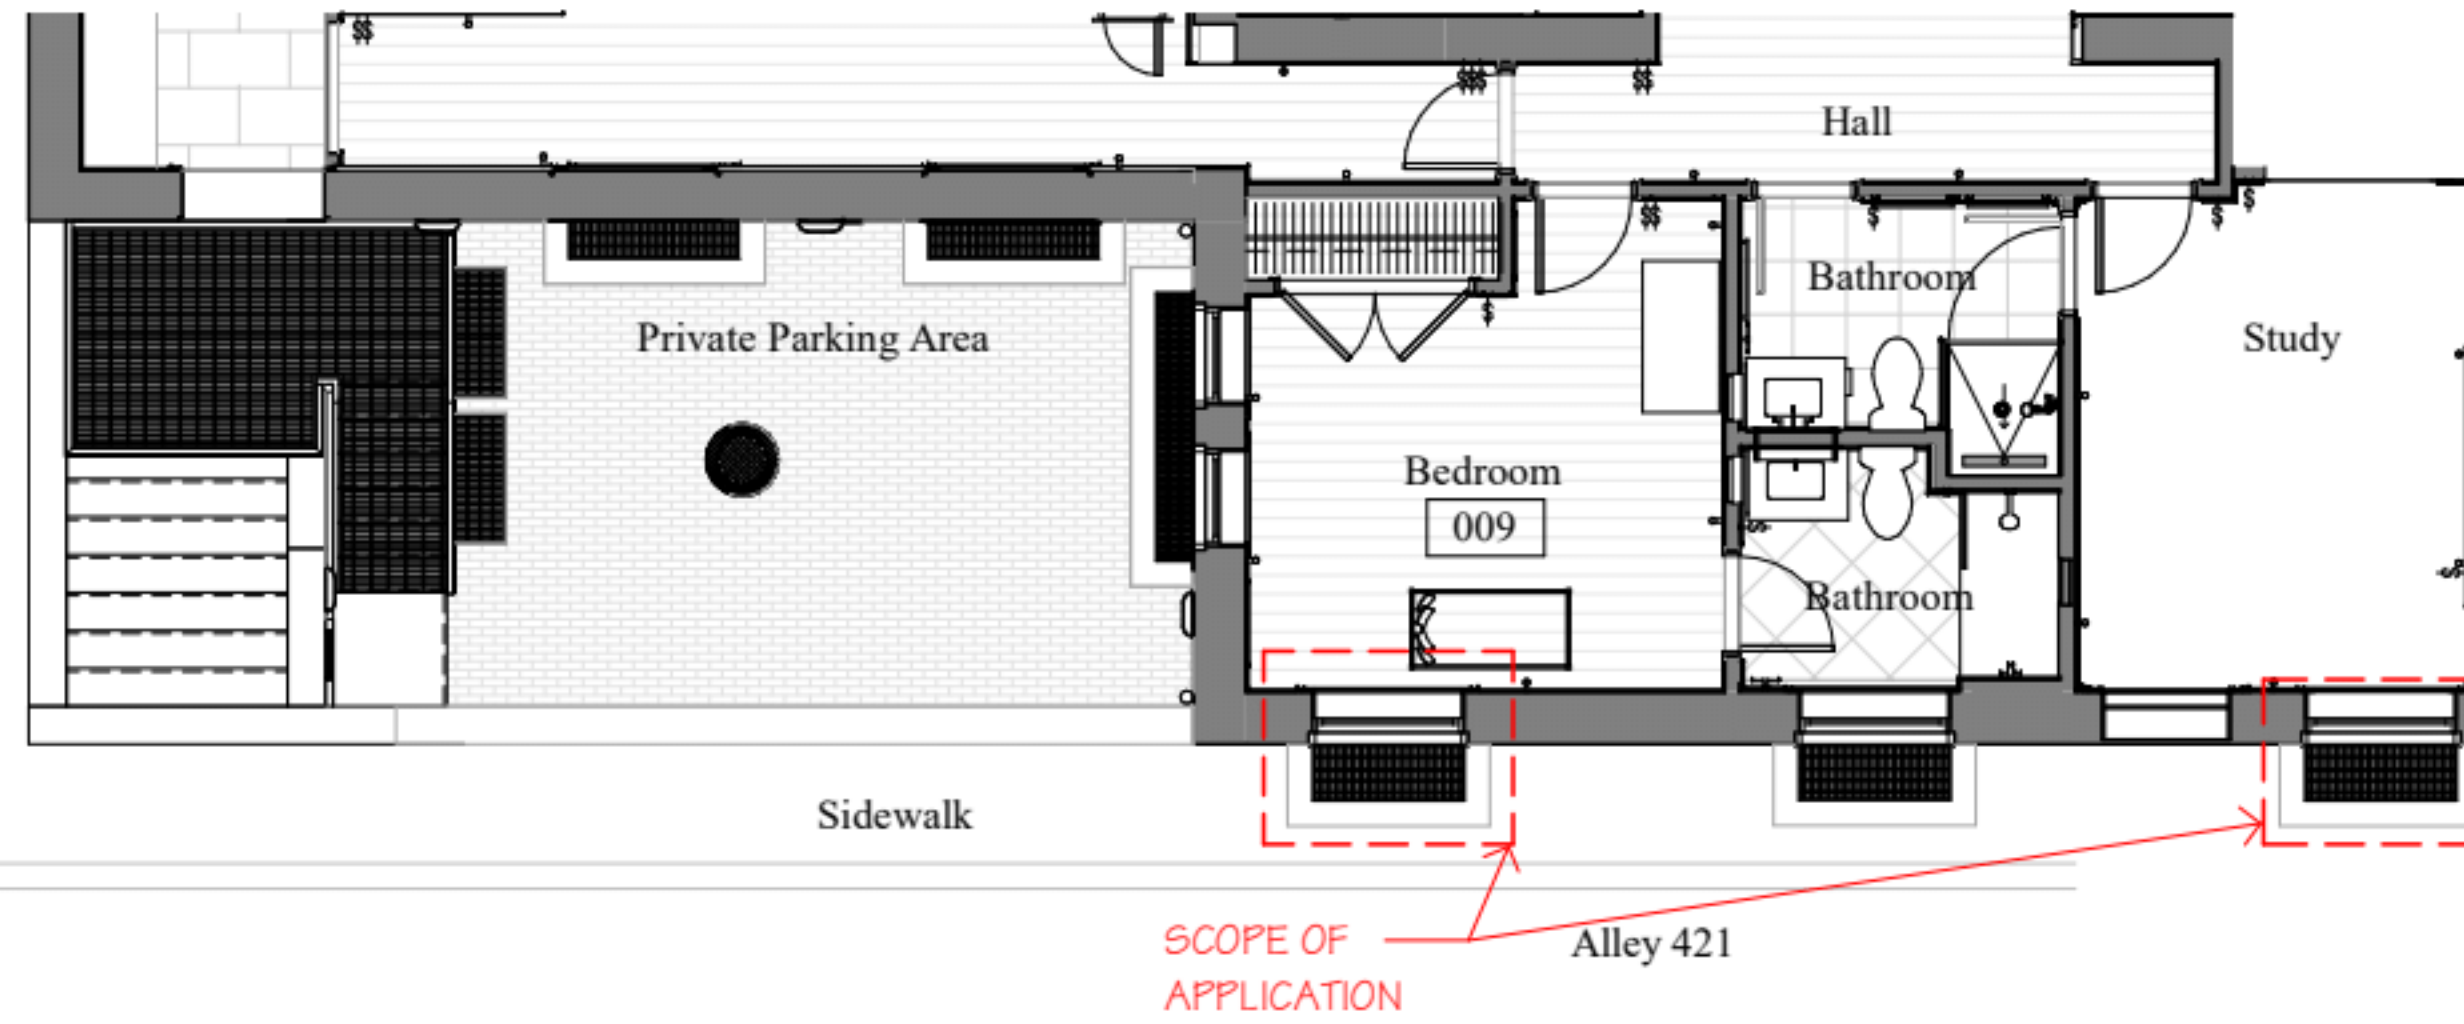 Hall
Bathroom
Private Parking Area
Study
Bedroom
009
Bathroom
Sidewalk
SCOPE OF
APPLICATION
Alley 421